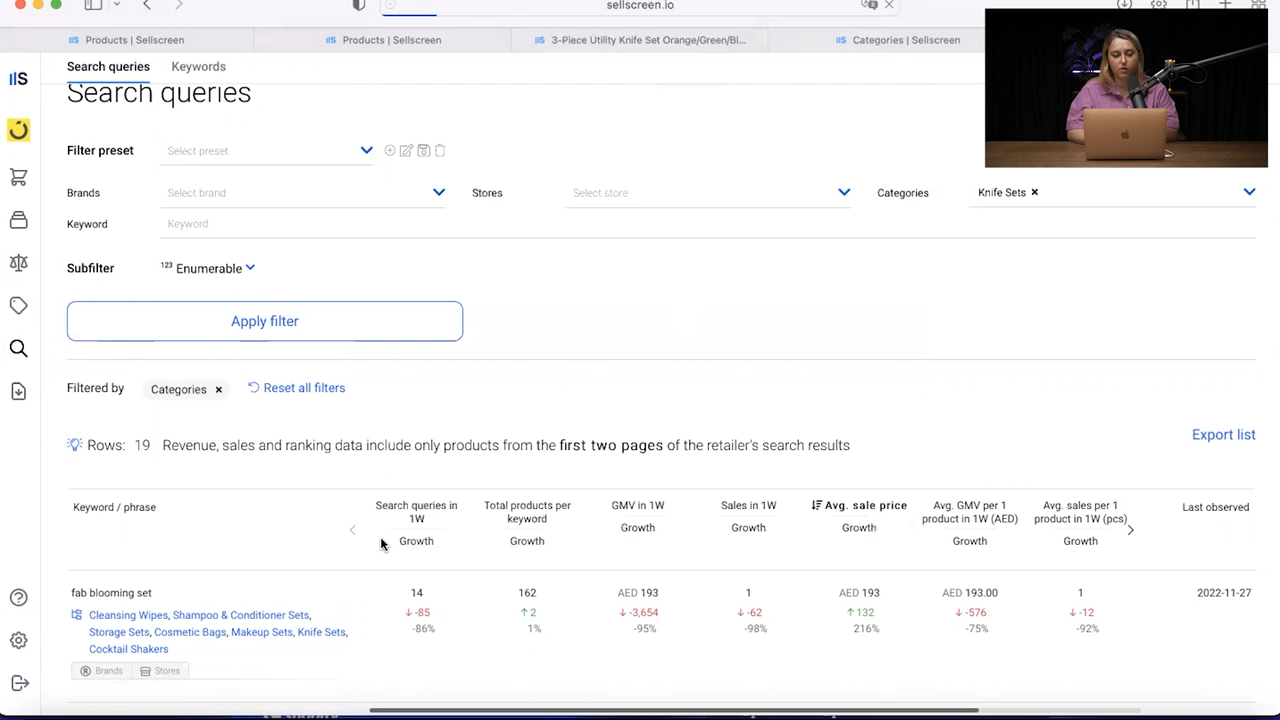 sellscreen.io
Products | Sellscreen
Products | Sellscreen
3-Piece Utility Knife Set Orange/Green/Bl...
Categories | Sellscreen
Search queries
Keywords
Search queries
Filter preset
Select preset
Brands
Select brand
Stores
Select store
Categories
Knife Sets ×
Keyword
Keyword
Subfilter
123 Enumerable
Apply filter
Filtered by
Categories ×
Reset all filters
Rows: 19 Revenue, sales and ranking data include only products from the first two pages of the retailer's search results
Export list
Keyword / phrase
Search queries in 1W
Growth
Total products per keyword
Growth
GMV in 1W
Growth
Sales in 1W
Growth
Avg. sale price
Growth
Avg. GMV per 1 product in 1W (AED)
Growth
Avg. sales per 1 product in 1W (pcs)
Growth
Last observed
fab blooming set
14
162
AED 193
1
AED 193
AED 193.00
1
2022-11-27
Cleansing Wipes, Shampoo & Conditioner Sets,
Storage Sets, Cosmetic Bags, Makeup Sets, Knife Sets,
Cocktail Shakers
↓ -85
↑ 2
↓ -3,654
↓ -62
↑ 132
↓ -576
↓ -12
-86%
1%
-95%
-98%
216%
-75%
-92%
Brands
Stores